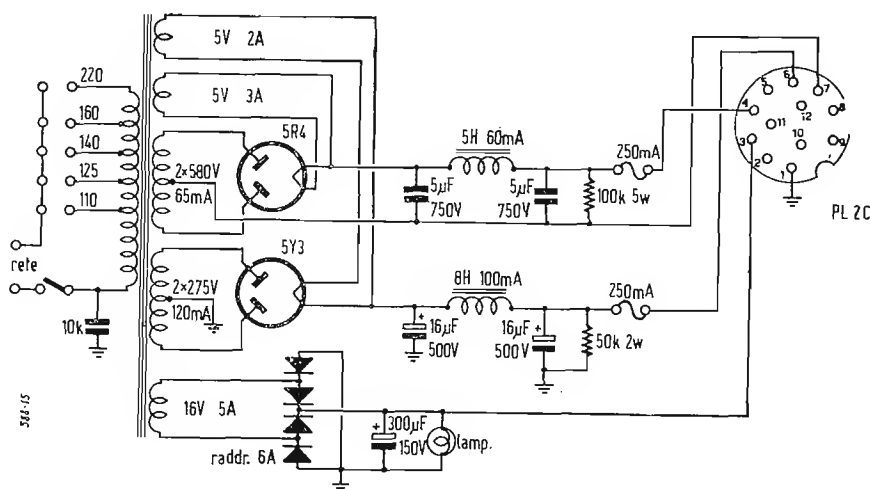 5V 2A
5V 3A
220
160
140
125
110
rete
10k
2×580V
65mA
5R4
2×275V
120mA
5Y3
16V 5A
raddr. 6A
5H 60mA
5µF
750V
5µF
750V
100k 5w
250mA
8H 100mA
+
16µF
500V
+
16µF
500V
50k 2w
250mA
+
300µF
150V
lamp.
1
2
3
4
5
6
7
8
9
10
11
12
PL 2C